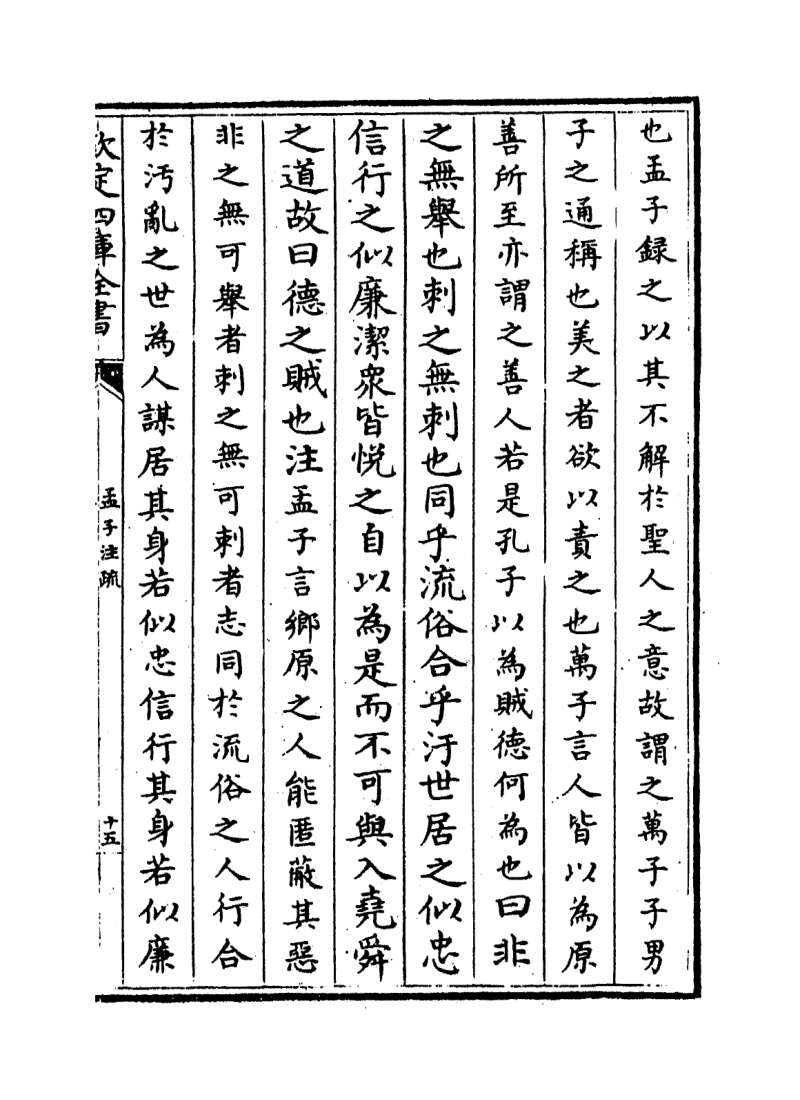 也孟子録之以其不解於聖人之意故謂之萬子子男
子之通稱也美之者欲以責之也萬子言人皆以為原
善所至亦謂之善人若是孔子以為賊德何為也曰非
之無舉也刺之無刺也同乎流俗合乎汙世居之似忠
信行之似廉潔衆皆悦之自以為是而不可與入堯舜
之道故曰德之賊也注孟子言鄉原之人能匿蔽其惡
非之無可舉者刺之無可刺者志同於流俗之人行合
於汚亂之世為人謀居其身若似忠信行其身若似廉
欽定四庫全書
孟子注疏
十五